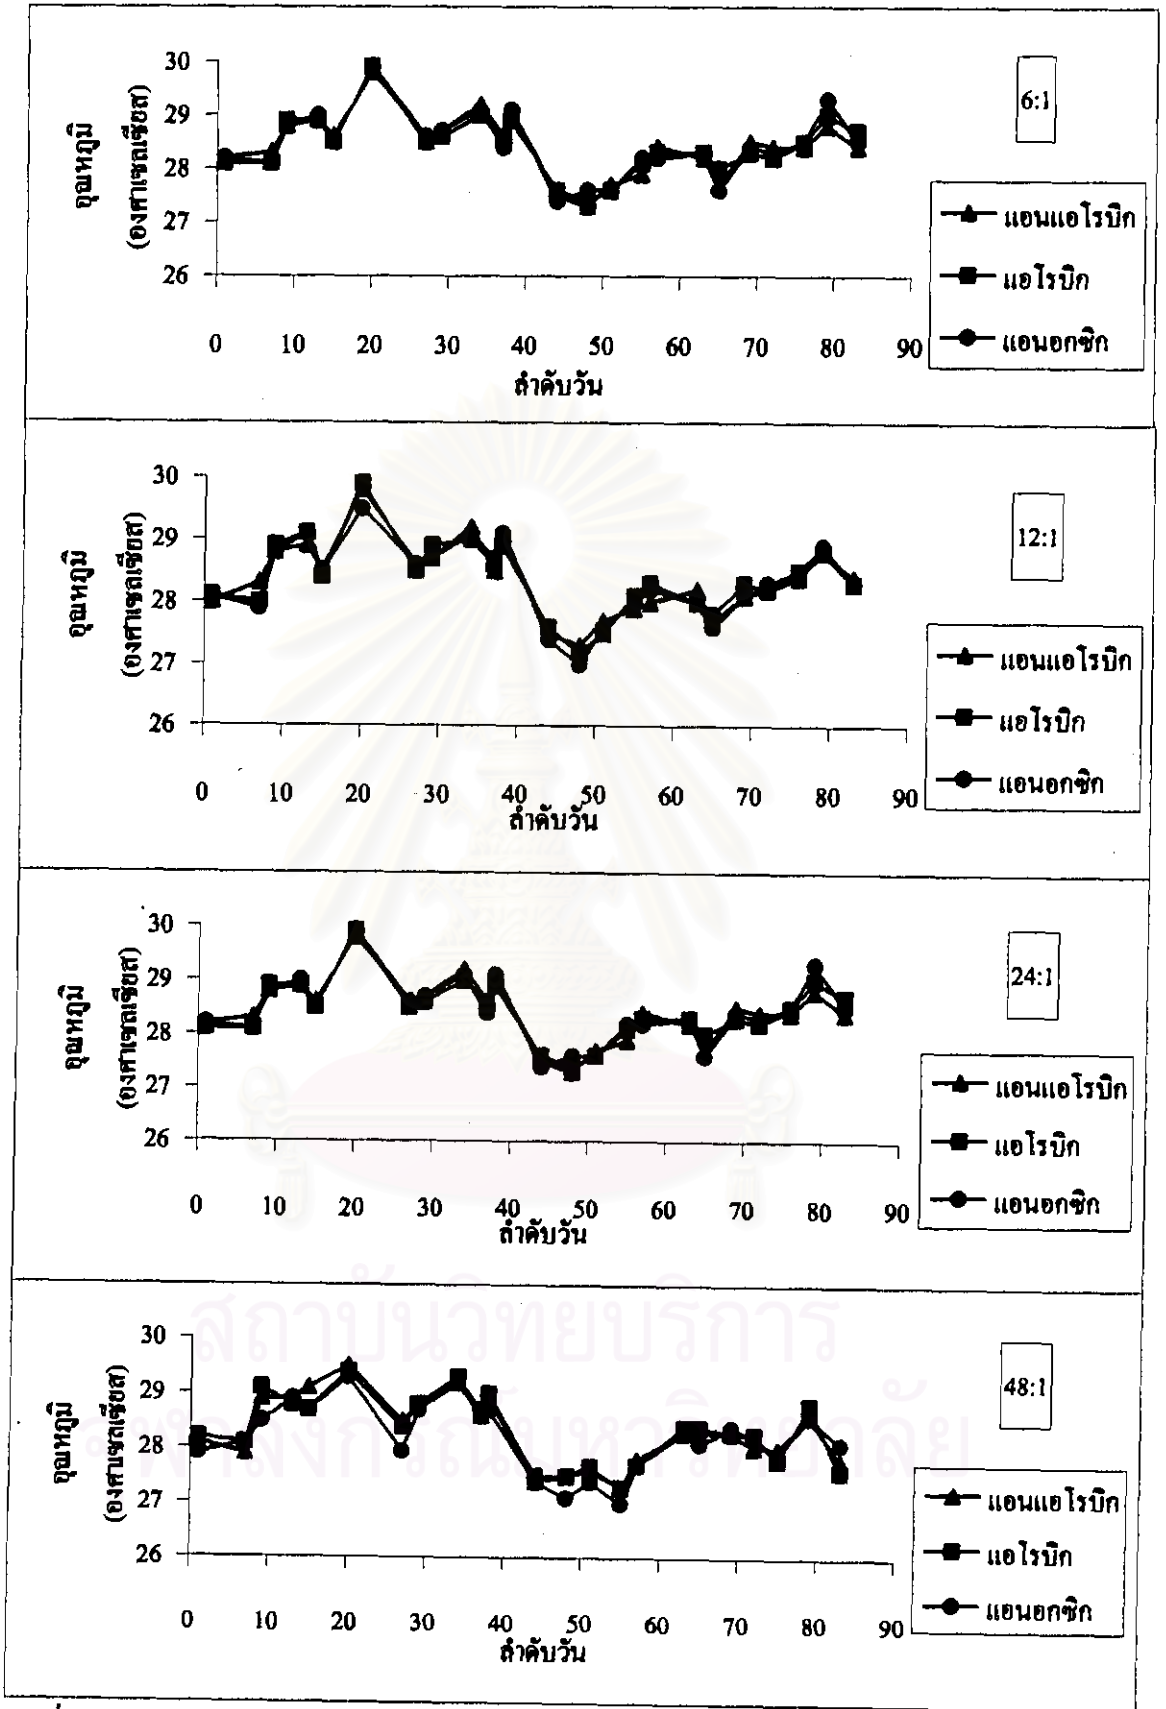 30
29
28
27
26
อุณหภูมิ
(องศาเซลเซียส)
0 10 20 30 40 50 60 70 80 90
ลำดับวัน
6:1
แอนแอโรบิก
แอโรบิก
แอนอกซิก
30
29
28
27
26
อุณหภูมิ
(องศาเซลเซียส)
0 10 20 30 40 50 60 70 80 90
ลำดับวัน
12:1
แอนแอโรบิก
แอโรบิก
แอนอกซิก
30
29
28
27
26
อุณหภูมิ
(องศาเซลเซียส)
0 10 20 30 40 50 60 70 80 90
ลำดับวัน
24:1
แอนแอโรบิก
แอโรบิก
แอนอกซิก
สถาบันวิทยบริการ
จุฬาลงกรณ์มหาวิทยาลัย
30
29
28
27
26
อุณหภูมิ
(องศาเซลเซียส)
0 10 20 30 40 50 60 70 80 90
ลำดับวัน
48:1
แอนแอโรบิก
แอโรบิก
แอนอกซิก